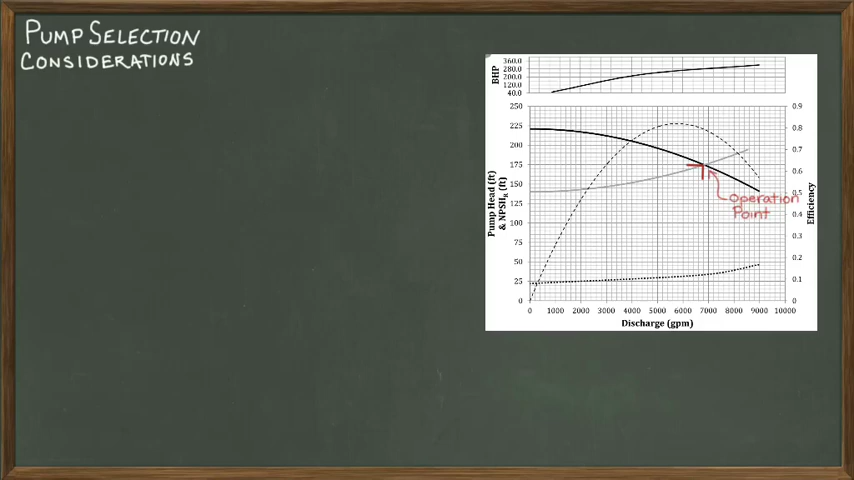 PUMP SELECTION
CONSIDERATIONS
BHP
360.0
280.0
200.0
120.0
40.0
250
225
200
175
150
125
100
75
50
25
0
Pump Head (ft)
& NPSHR (ft)
0.9
0.8
0.7
0.6
0.5
0.4
0.3
0.2
0.1
0
Efficiency
Operation
Point
0 1000 2000 3000 4000 5000 6000 7000 8000 9000 10000
Discharge (gpm)